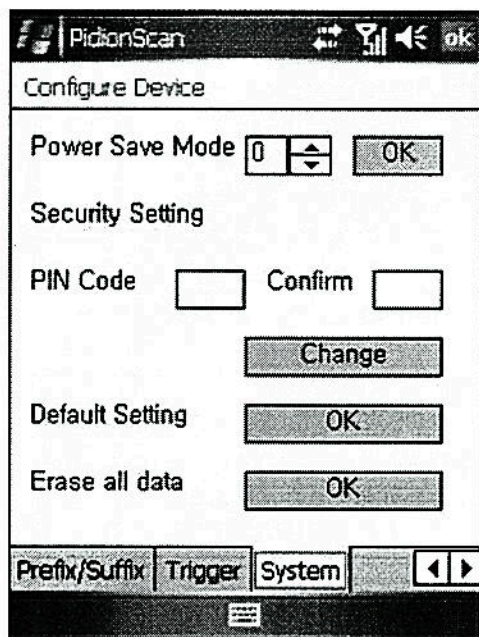 PidionScan ok
Configure Device
Power Save Mode 0 OK
Security Setting
PIN Code Confirm
Change
Default Setting OK
Erase all data OK
Prefix/Suffix Trigger System